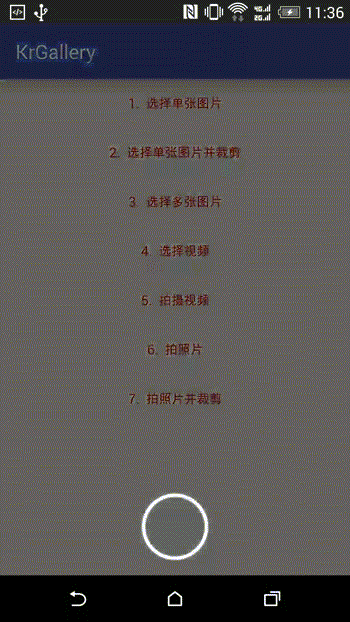 4G 2G 11:36
KrGallery
1. 选择单张图片
2. 选择单张图片并裁剪
3. 选择多张图片
4. 选择视频
5. 拍摄视频
6. 拍照片
7. 拍照片并裁剪